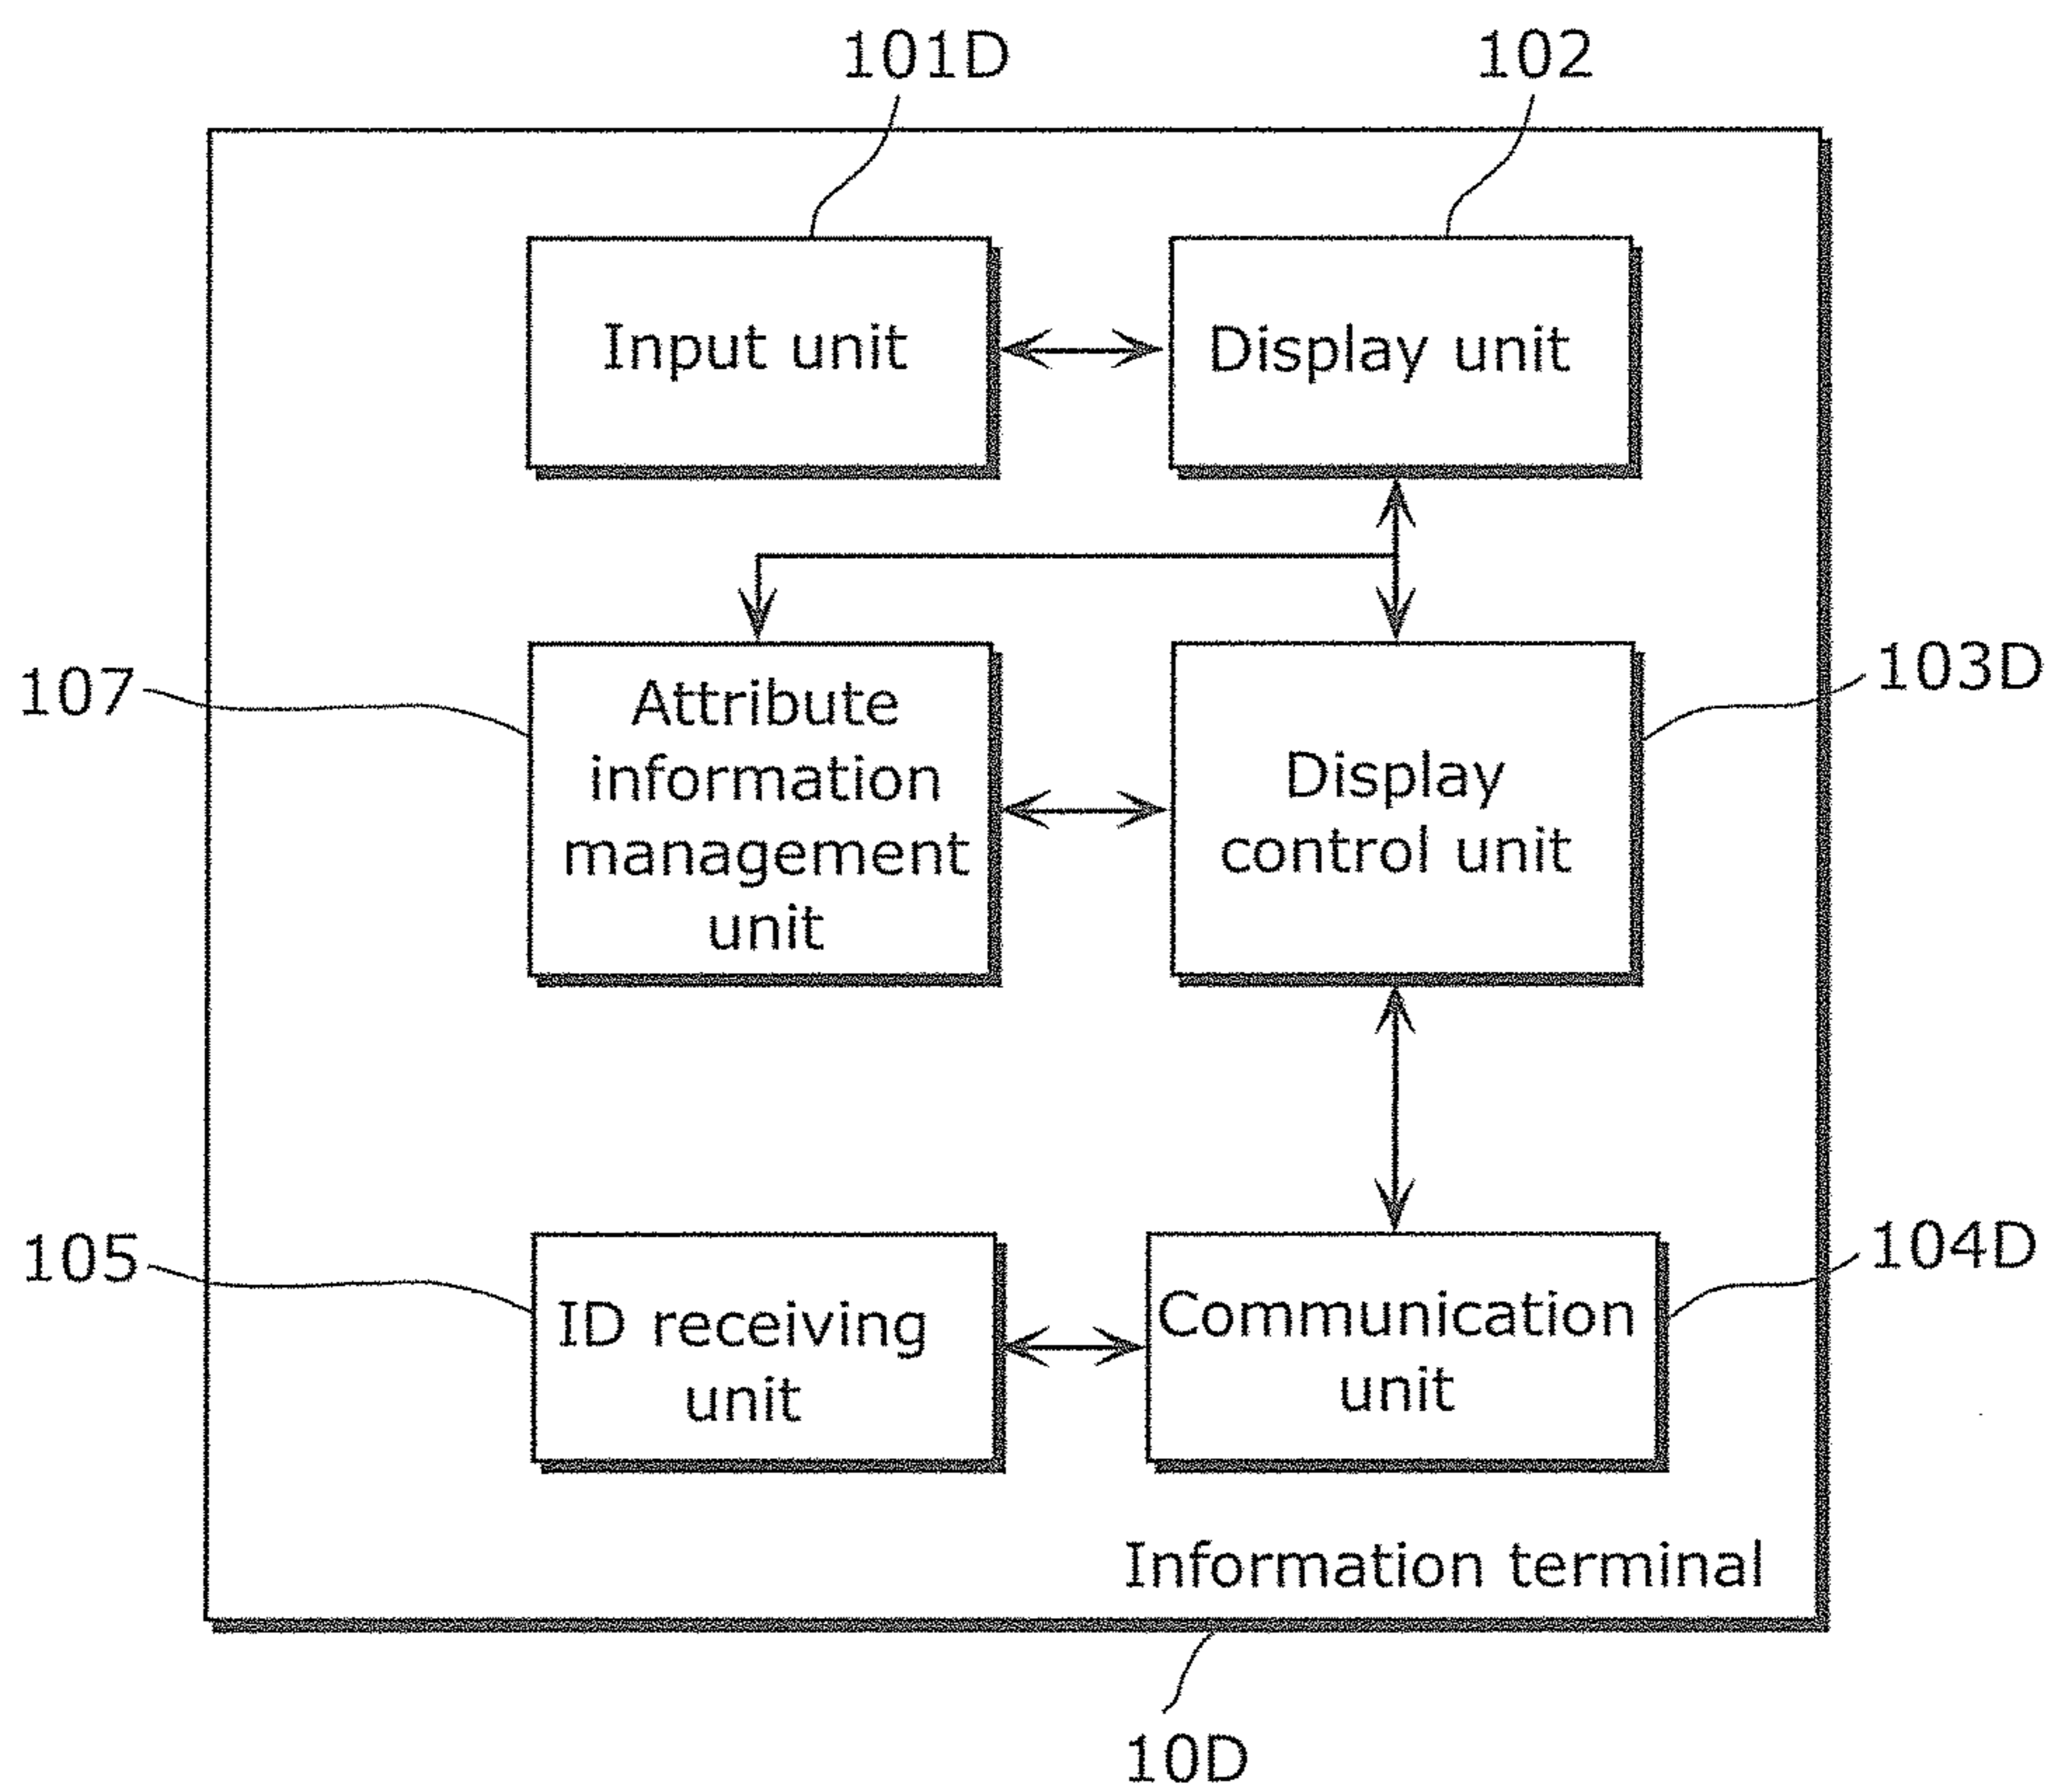 101D
102
Input unit
Display unit
107
Attribute
information
management
unit
Display
control unit
103D
105
ID receiving
unit
Communication
unit
104D
Information terminal
10D